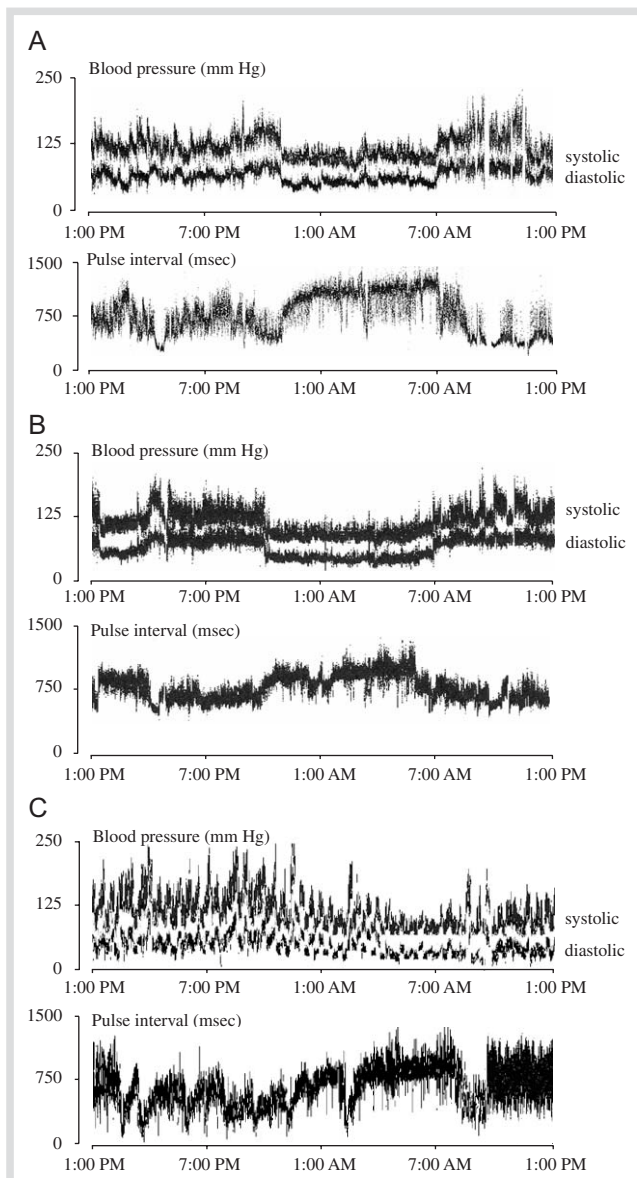 A
Blood pressure (mm Hg)
250
125
systolic
diastolic
0
1:00 PM 7:00 PM 1:00 AM 7:00 AM 1:00 PM
Pulse interval (msec)
1500
750
0
1:00 PM 7:00 PM 1:00 AM 7:00 AM 1:00 PM
B
Blood pressure (mm Hg)
250
125
systolic
diastolic
0
1:00 PM 7:00 PM 1:00 AM 7:00 AM 1:00 PM
1500
Pulse interval (msec)
750
0
1:00 PM 7:00 PM 1:00 AM 7:00 AM 1:00 PM
C
Blood pressure (mm Hg)
250
125
systolic
diastolic
0
1:00 PM 7:00 PM 1:00 AM 7:00 AM 1:00 PM
1500
Pulse interval (msec)
750
0
1:00 PM 7:00 PM 1:00 AM 7:00 AM 1:00 PM